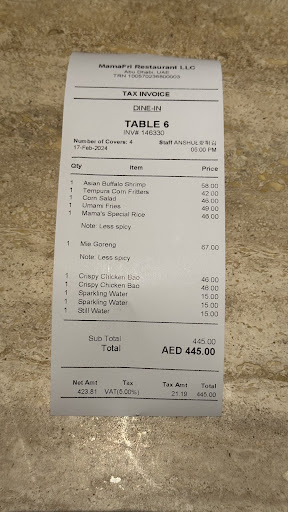 MamaFri Restaurant LLC
Abu Dhabi, UAE
TAX INVOICE
DINE-IN
TABLE 6
INV# 146330
Number of Covers: 4 Staff ANSHUL
17-Feb-2024 05:00 PM
Qty Item Price
1 Asian Buffalo Shrimp 58.00
1 Tempura Corn Fritters 42.00
1 Corn Salad 46.00
1 Umami Fries 49.00
1 Mama's Special Rice 46.00
Note: Less spicy
1 Mie Goreng 67.00
Note: Less spicy
1 Crispy Chicken Bao 46.00
1 Crispy Chicken Bao 46.00
1 Sparkling Water 15.00
1 Sparkling Water 15.00
1 Still Water 15.00
Sub Total 445.00
Total AED 445.00
Net Amt Tax Tax Amt Total
423.81 VAT(5.00%) 21.19 445.00